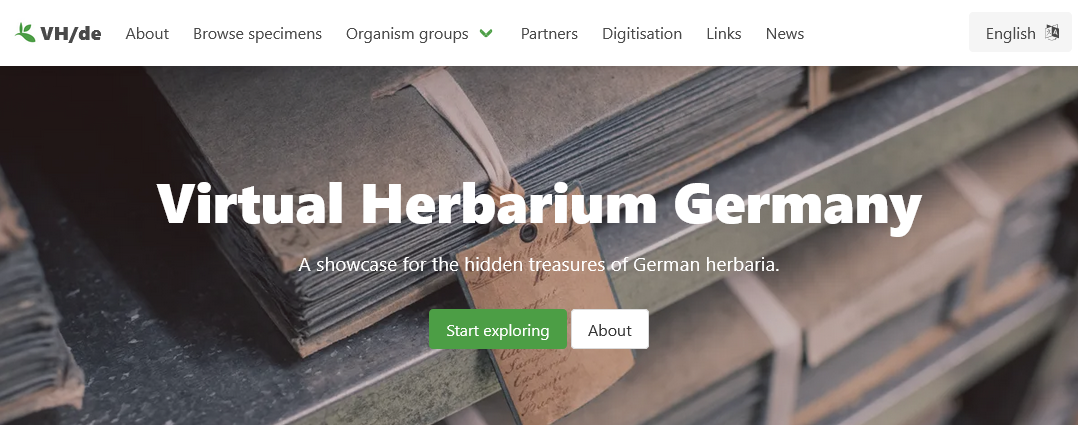 VH/de About Browse specimens Organism groups Partners Digitisation Links News English
Virtual Herbarium Germany
A showcase for the hidden treasures of German herbaria.
Start exploring About